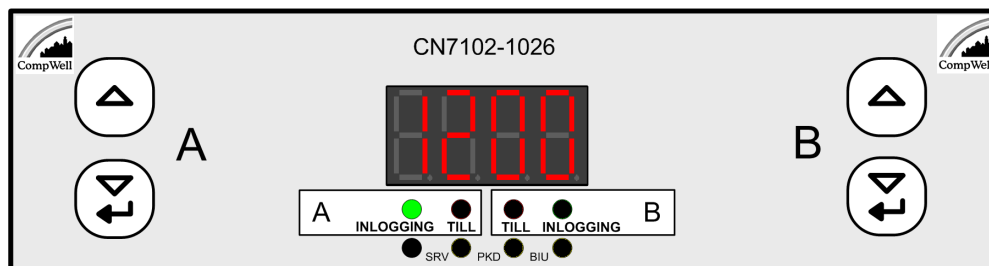 CN7102-1026
CompWell
CompWell
1200
A
B
A
INLOGGING TILL
TILL INLOGGING
B
SRV PKD BIU